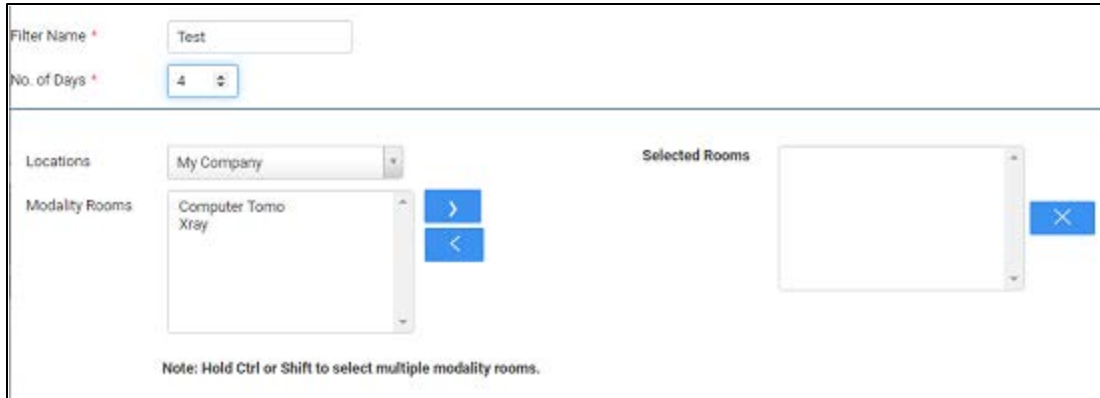 Filter Name *
Test
No. of Days *
4
Locations
My Company
Selected Rooms
Modality Rooms
Computer Tomo
Xray
Note: Hold Ctrl or Shift to select multiple modality rooms.